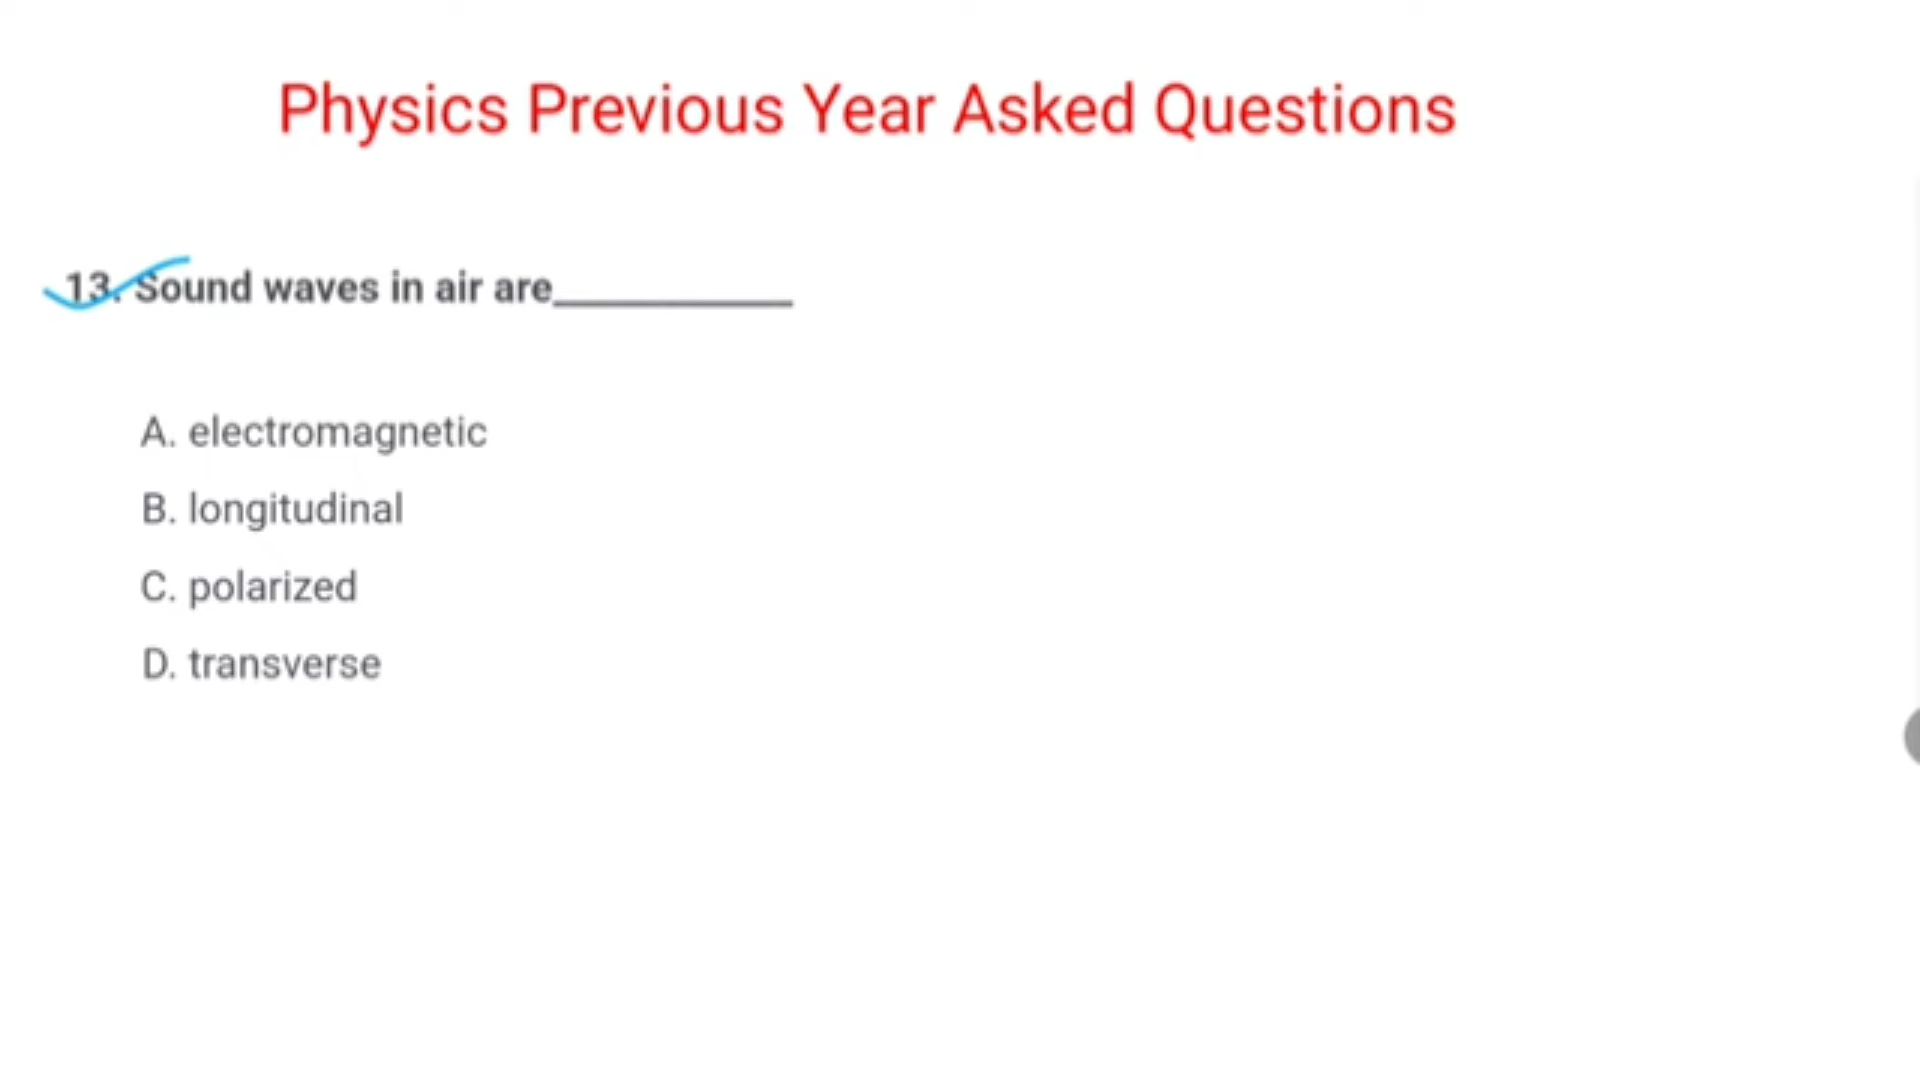 Physics Previous Year Asked Questions
13. Sound waves in air are__________
A. electromagnetic
B. longitudinal
C. polarized
D. transverse